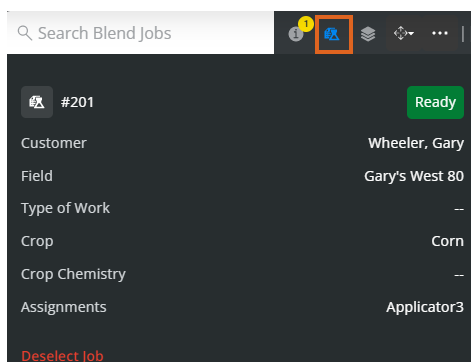 Search Blend Jobs 1
#201 Ready
Customer Wheeler, Gary
Field Gary's West 80
Type of Work --
Crop Corn
Crop Chemistry --
Assignments Applicator3
Deselect Job